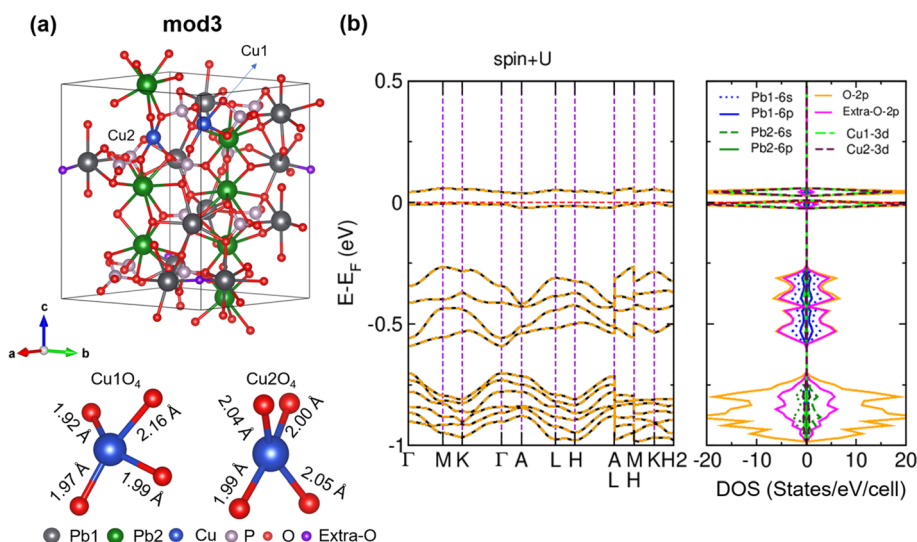 (a)
mod3
Cu1
Cu2
c
a
b
Cu1O₄
Cu2O₄
1.92 Å
2.16 Å
1.97 Å
1.99 Å
2.04 Å
2.00 Å
1.99 Å
2.05 Å
Pb1 Pb2 Cu P O Extra-O
(b)
spin+U
E-E_F (eV)
0.5
0
-0.5
-1
Γ M K Γ A L H A M K H2
L H
Pb1-6s
Pb1-6p
Pb2-6s
Pb2-6p
O-2p
Extra-O-2p
Cu1-3d
Cu2-3d
-20 -10 0 10 20
DOS (States/eV/cell)